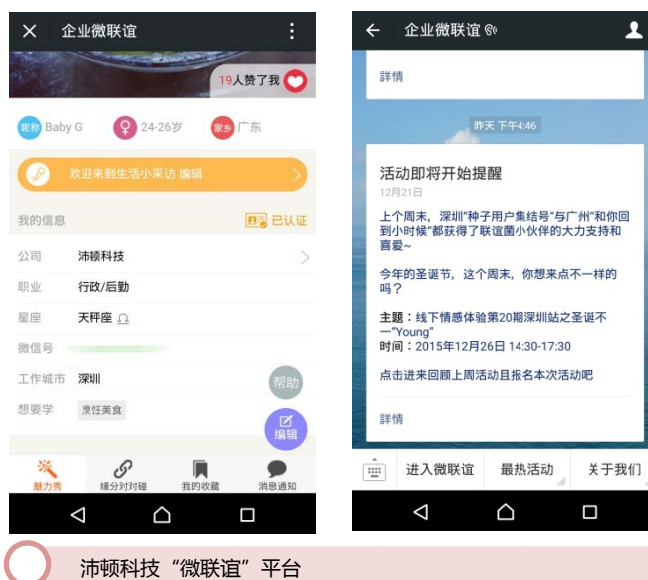 企业微联谊
19人赞了我
昵称 Baby G
24-26岁
家乡 广东
欢迎来到生活小采访 编辑
我的信息
已认证
公司 沛顿科技
职业 行政/后勤
星座 天秤座 ♎
微信号
工作城市 深圳
想要学 烹饪美食
帮助
编辑
魅力秀
缘分对对碰
我的收藏
消息通知
企业微联谊
詳情
昨天 下午4:46
活动即将开始提醒
12月21日
上个周末，深圳“种子用户集结号”与广州“和你回
到小时候”都获得了联谊菌小伙伴的大力支持和
喜爱~
今年的圣诞节，这个周末，你想来点不一样的
吗？
主题：线下情感体验第20期深圳站之圣诞不
一“Young”
时间：2015年12月26日 14:30-17:30
点击进来回顾上周活动且报名本次活动吧
詳情
进入微联谊
最热活动
关于我们
沛顿科技“微联谊”平台